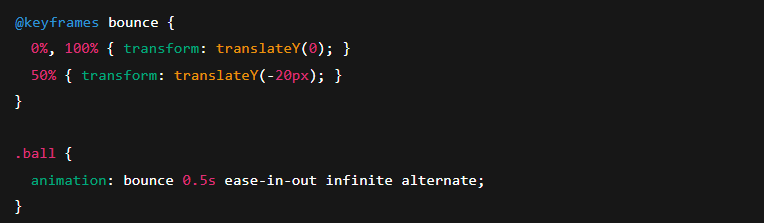 @keyframes bounce {
  0%, 100% { transform: translateY(0); }
  50% { transform: translateY(-20px); }
}

.ball {
  animation: bounce 0.5s ease-in-out infinite alternate;
}